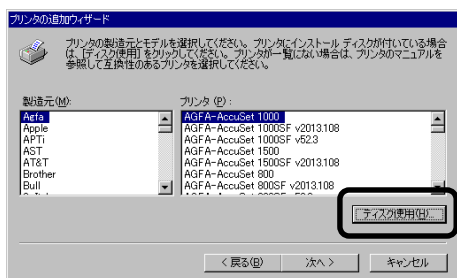 プリンタの追加ウィザード
プリンタの製造元とモデルを選択してください。プリンタにインストール ディスクが付いている場合
は、[ディスク使用] をクリックしてください。プリンタが一覧にない場合は、プリンタのマニュアルを
参照して互換性のあるプリンタを選択してください。
製造元(M):
プリンタ (P) :
Agfa
Apple
APTi
AST
AT&T
Brother
Bull
AGFA-AccuSet 1000
AGFA-AccuSet 1000SF v2013.108
AGFA-AccuSet 1000SF v52.3
AGFA-AccuSet 1500
AGFA-AccuSet 1500SF v2013.108
AGFA-AccuSet 800
AGFA-AccuSet 800SF v2013.108
ディスク使用(H)...
< 戻る(B)
次へ >
キャンセル